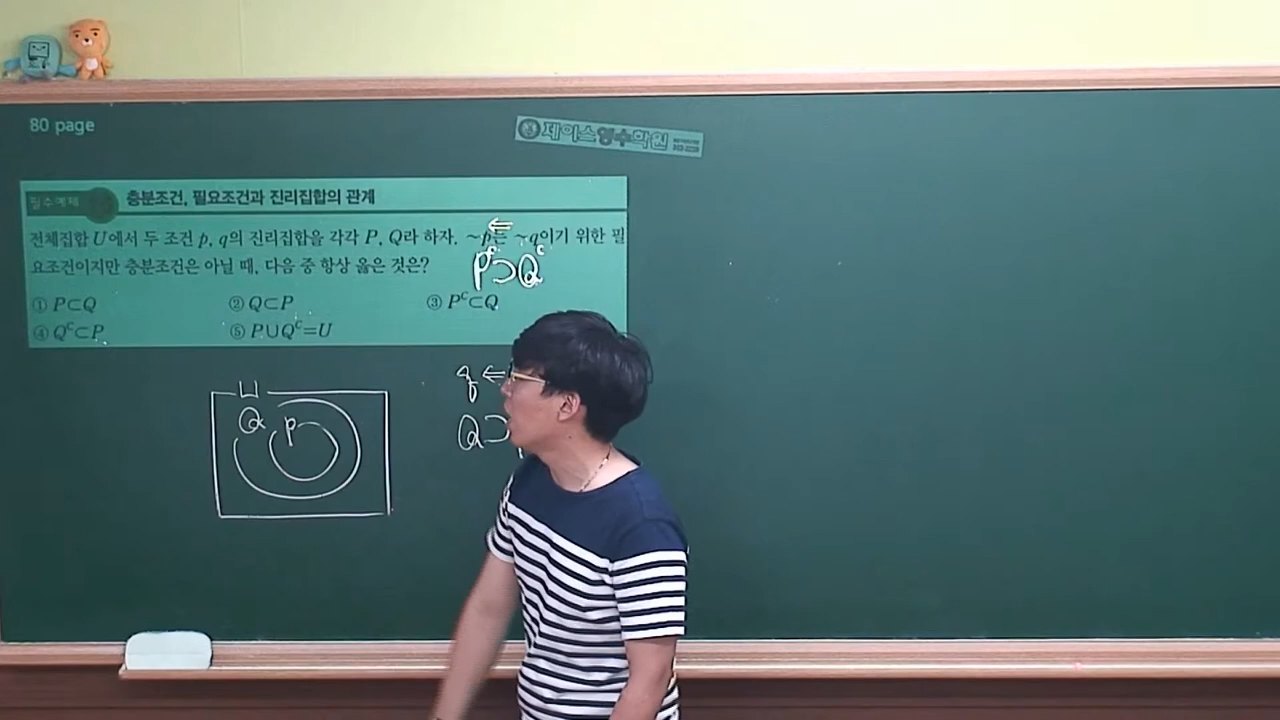 80 page
제이스영수학원
필수예제
충분조건, 필요조건과 진리집합의 관계
전체집합 U에서 두 조건 p, q의 진리집합을 각각 P, Q라 하자. ~p는 ~q이기 위한 필
요조건이지만 충분조건은 아닐 때, 다음 중 항상 옳은 것은?
⇐
P^c⊃Q^c
① P⊂Q ② Q⊂P ③ P^C⊂Q
④ Q^C⊂P ⑤ P∪Q^C=U
U
Q P
q ⇐
Q⊃